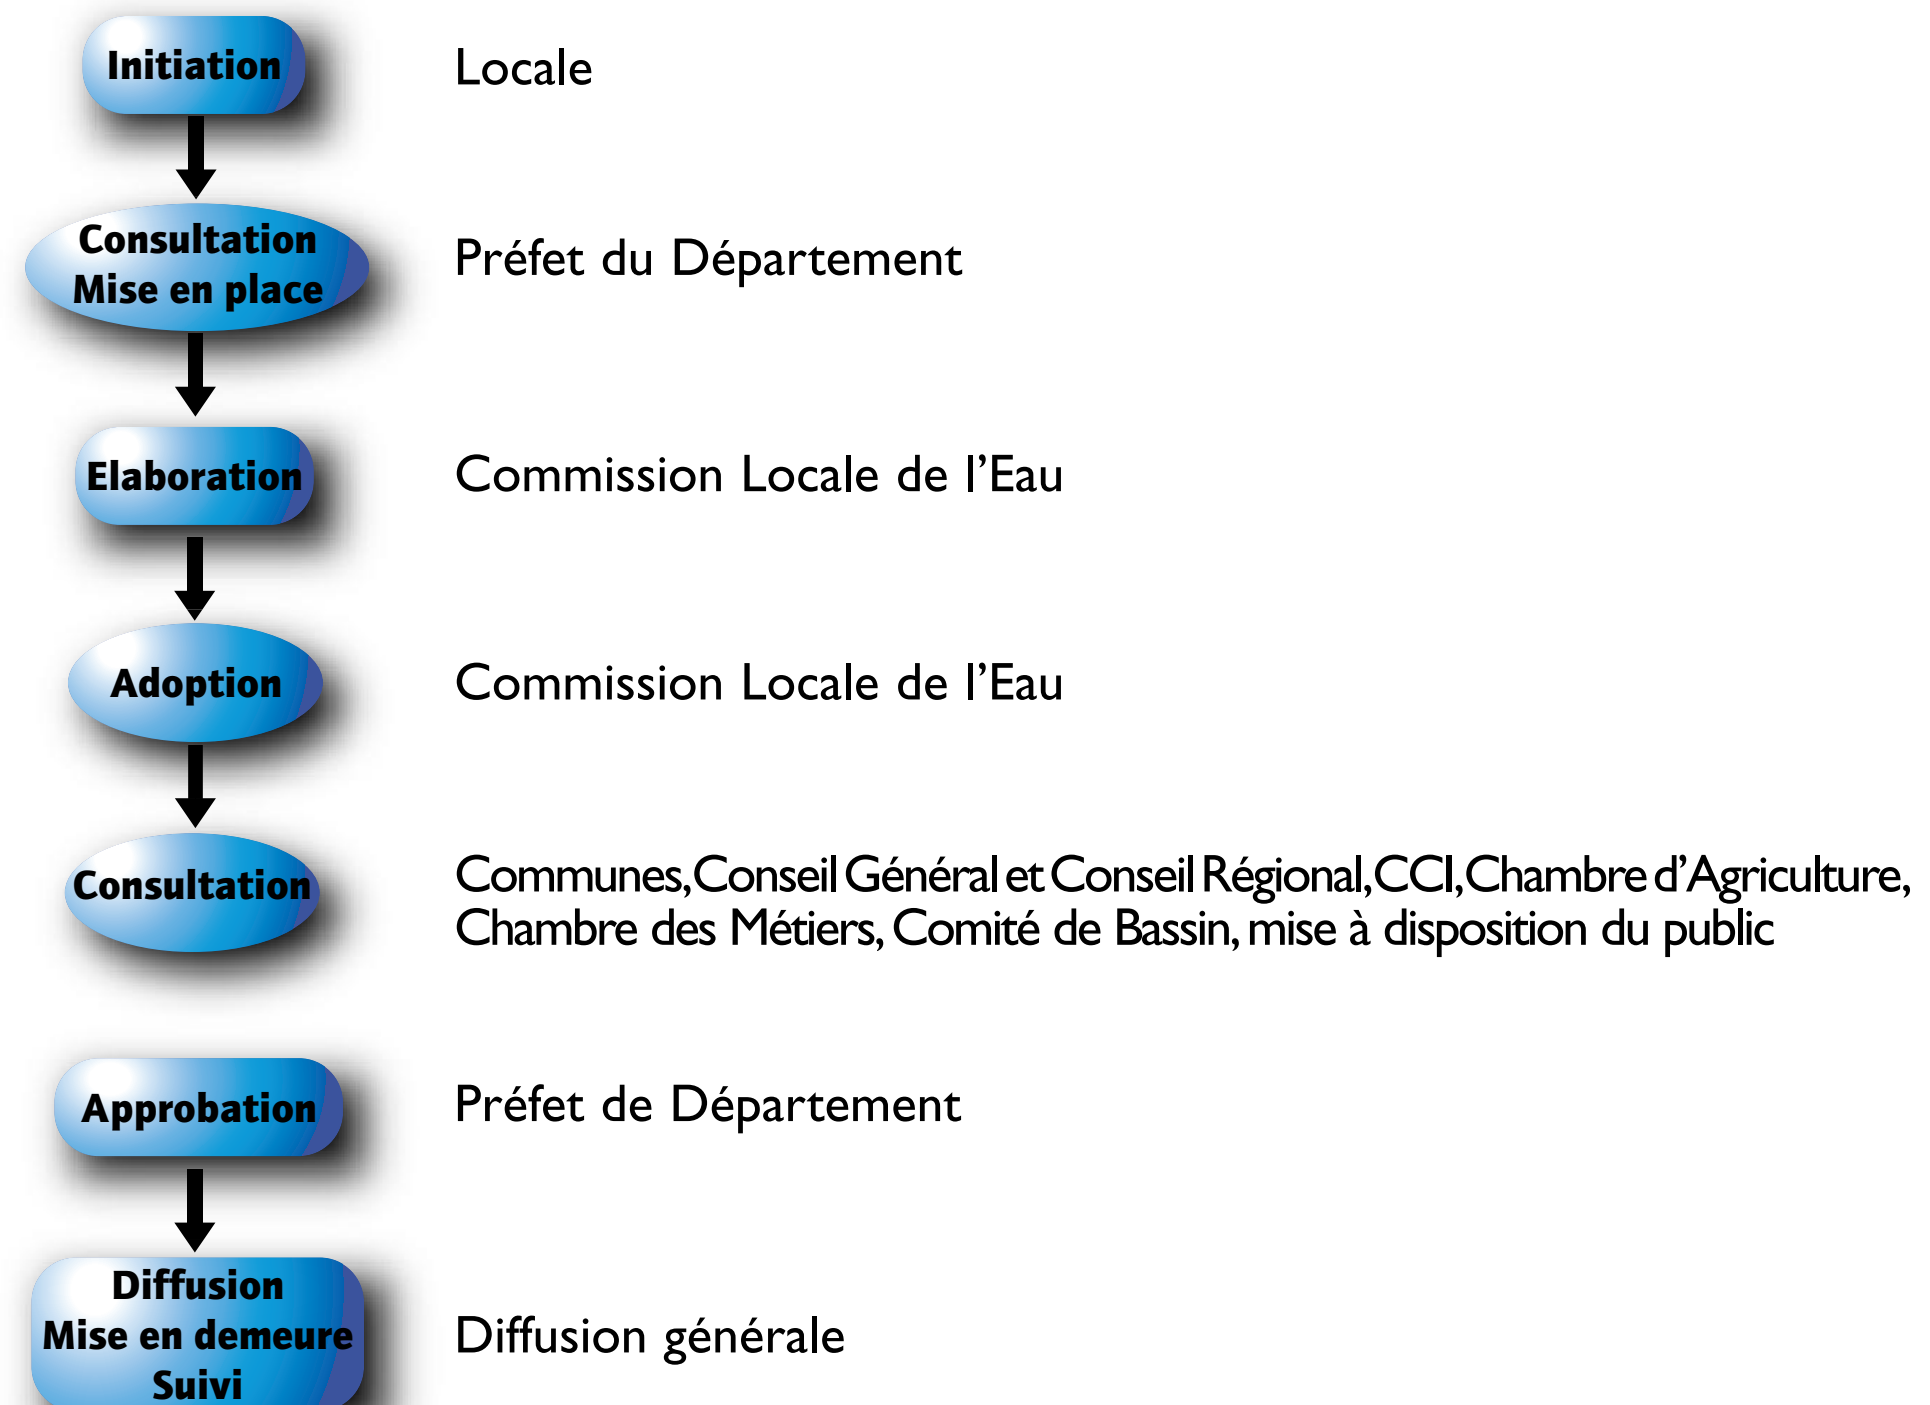 Initiation
Locale
Consultation
Mise en place
Préfet du Département
Elaboration
Commission Locale de l’Eau
Adoption
Commission Locale de l’Eau
Consultation
Communes, Conseil Général et Conseil Régional, CCI, Chambre d’Agriculture,
Chambre des Métiers, Comité de Bassin, mise à disposition du public
Approbation
Préfet de Département
Diffusion
Mise en demeure
Suivi
Diffusion générale